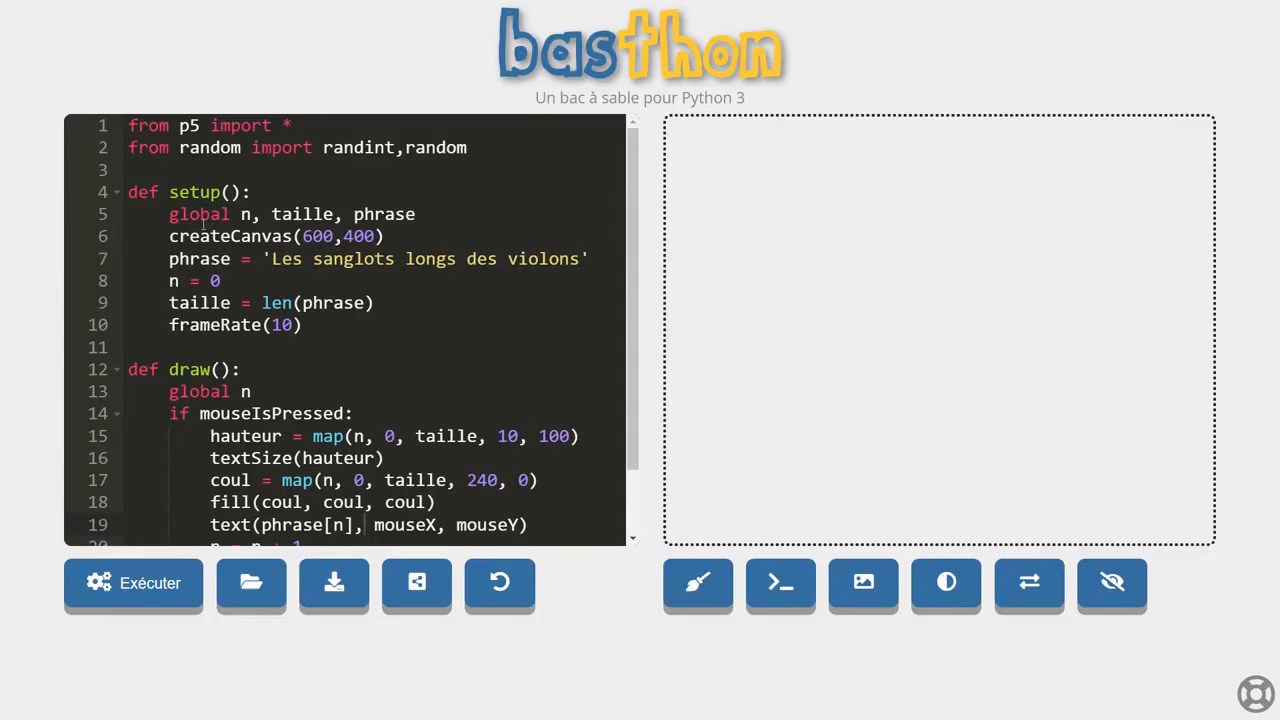 basthon
Un bac à sable pour Python 3
1 from p5 import *
2 from random import randint,random
3
4 def setup():
5 global n, taille, phrase
6 createCanvas(600,400)
7 phrase = 'Les sanglots longs des violons'
8 n = 0
9 taille = len(phrase)
10 frameRate(10)
11
12 def draw():
13 global n
14 if mouseIsPressed:
15 hauteur = map(n, 0, taille, 10, 100)
16 textSize(hauteur)
17 coul = map(n, 0, taille, 240, 0)
18 fill(coul, coul, coul)
19 text(phrase[n], mouseX, mouseY)
20 n = n + 1
Exécuter